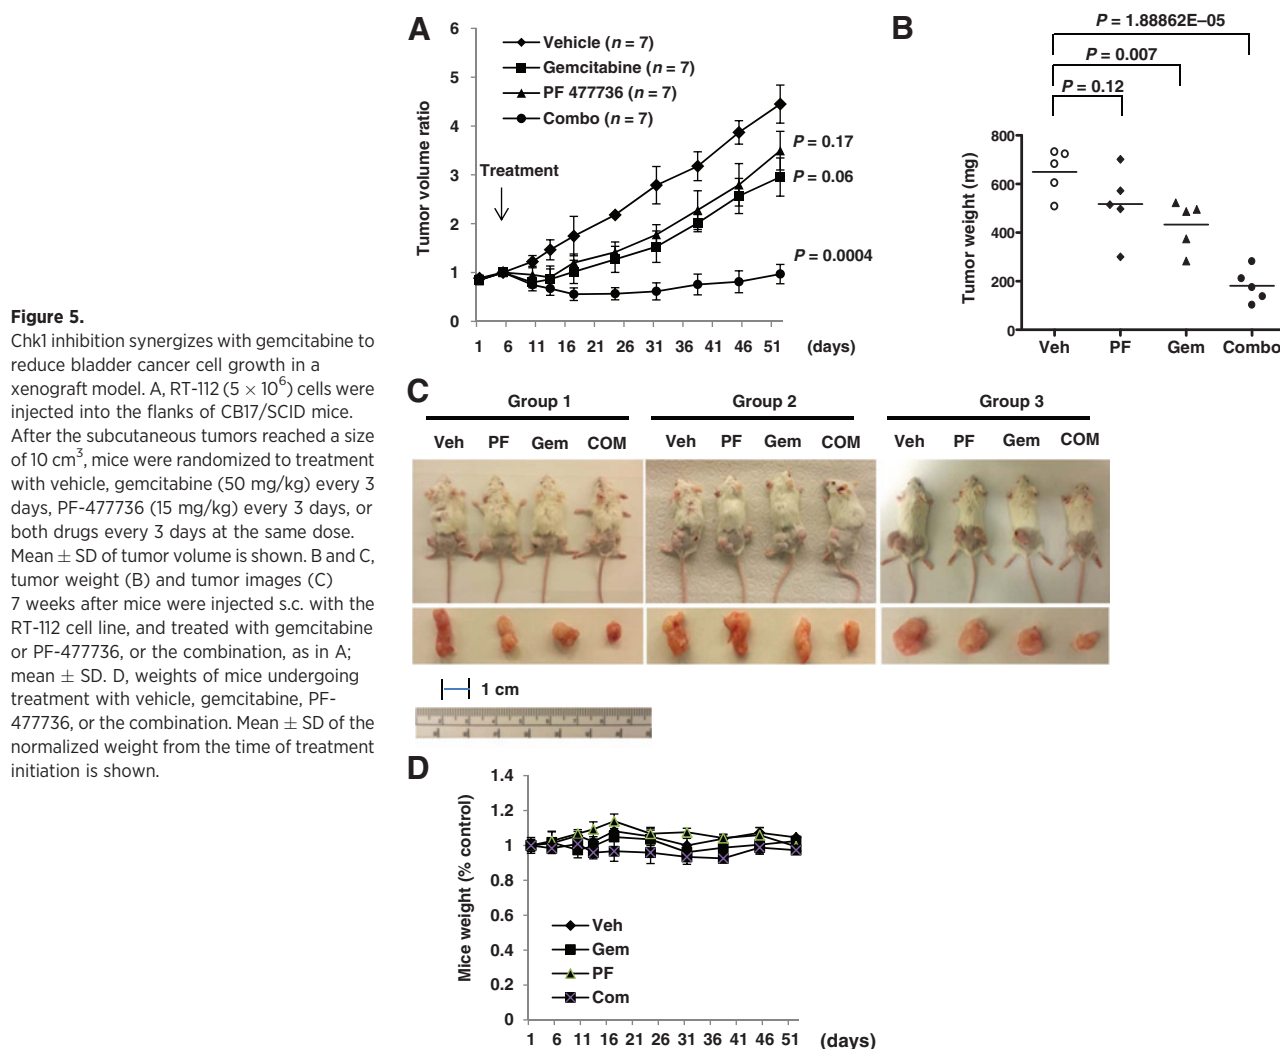 Figure 5.
Chk1 inhibition synergizes with gemcitabine to
reduce bladder cancer cell growth in a
xenograft model. A, RT-112 (5 × 10⁶) cells were
injected into the flanks of CB17/SCID mice.
After the subcutaneous tumors reached a size
of 10 cm³, mice were randomized to treatment
with vehicle, gemcitabine (50 mg/kg) every 3
days, PF-477736 (15 mg/kg) every 3 days, or
both drugs every 3 days at the same dose.
Mean ± SD of tumor volume is shown. B and C,
tumor weight (B) and tumor images (C)
7 weeks after mice were injected s.c. with the
RT-112 cell line, and treated with gemcitabine
or PF-477736, or the combination, as in A;
mean ± SD. D, weights of mice undergoing
treatment with vehicle, gemcitabine, PF-
477736, or the combination. Mean ± SD of the
normalized weight from the time of treatment
initiation is shown.
A
Tumor volume ratio
6
5
4
3
2
1
0
Vehicle (n = 7)
Gemcitabine (n = 7)
PF 477736 (n = 7)
Combo (n = 7)
Treatment
P = 0.17
P = 0.06
P = 0.0004
1 6 11 16 21 26 31 36 41 46 51 (days)
B
P = 1.88862E–05
P = 0.007
P = 0.12
Tumor weight (mg)
800
600
400
200
0
Veh PF Gem Combo
C
Group 1 Group 2 Group 3
Veh PF Gem COM Veh PF Gem COM Veh PF Gem COM
1 cm
D
Mice weight (% control)
1.4
1.2
1
0.8
0.6
0.4
0.2
0
Veh
Gem
PF
Com
1 6 11 16 21 26 31 36 41 46 51 (days)